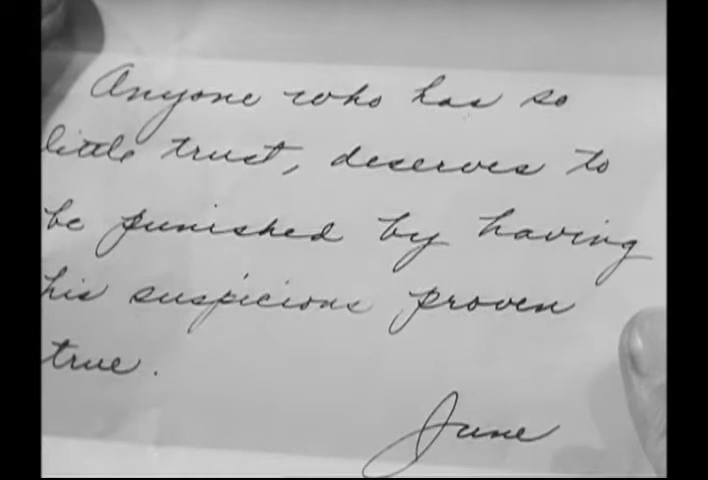 Anyone who has so
little trust, deserves to
be punished by having
his suspicions proven
true.
June